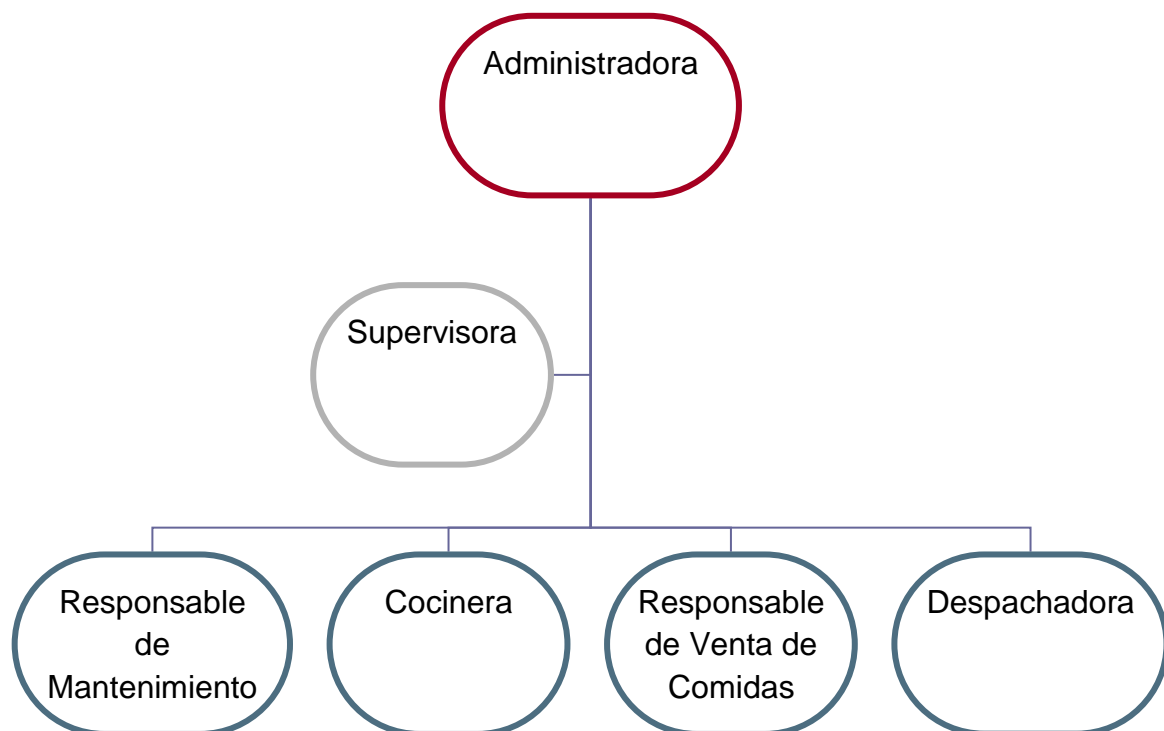 Administradora
Supervisora
Responsable
de
Mantenimiento
Cocinera
Responsable
de Venta de
Comidas
Despachadora